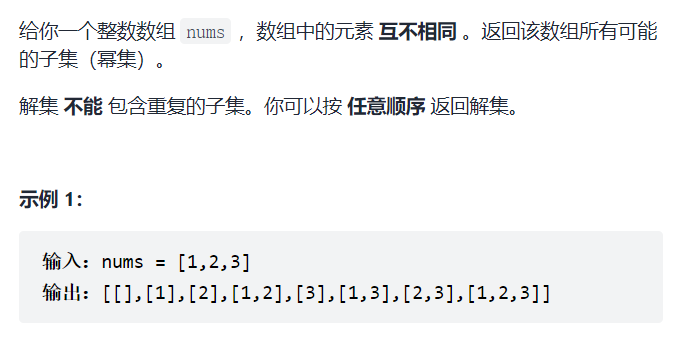 给你一个整数数组 nums ，数组中的元素 互不相同 。返回该数组所有可能
的子集（幂集）。
解集 不能 包含重复的子集。你可以按 任意顺序 返回解集。
示例 1：
输入：nums = [1,2,3]
输出：[[],[1],[2],[1,2],[3],[1,3],[2,3],[1,2,3]]